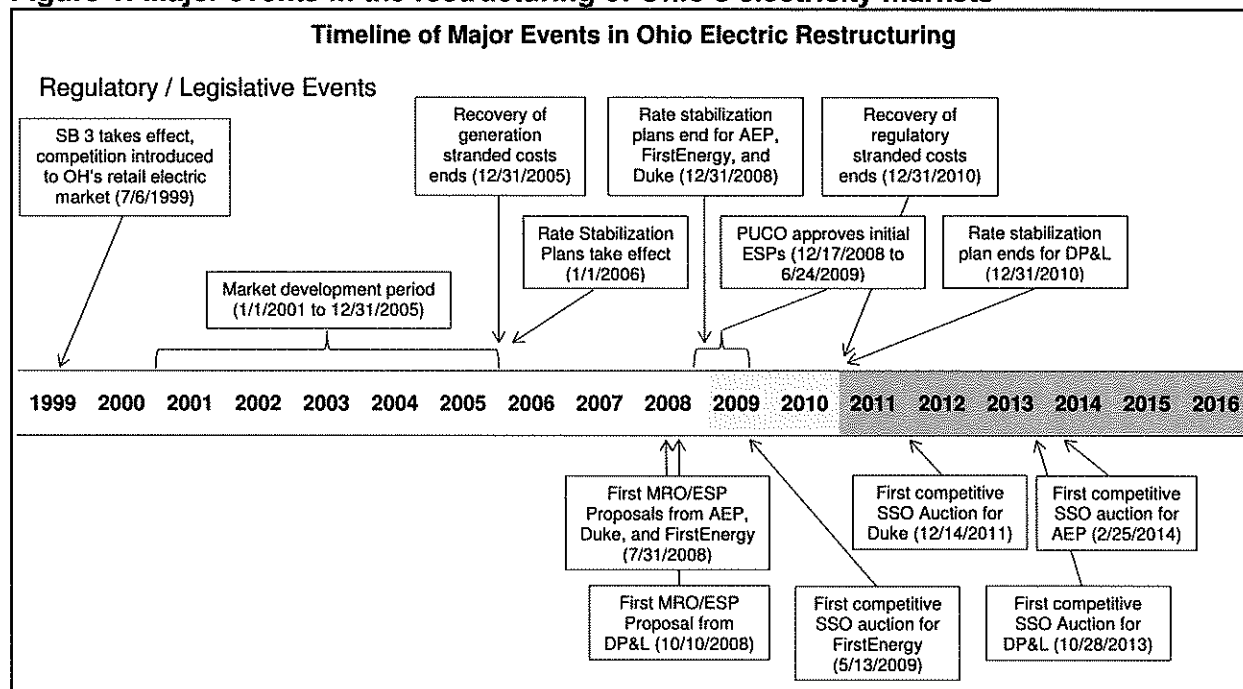 Figure 1: Major events in the restructuring of Ohio's electricity markets
Timeline of Major Events in Ohio Electric Restructuring
Regulatory / Legislative Events
SB 3 takes effect,
competition introduced
to OH's retail electric
market (7/6/1999)
Recovery of
generation
stranded costs
ends (12/31/2005)
Rate stabilization
plans end for AEP,
FirstEnergy, and
Duke (12/31/2008)
Recovery of
regulatory
stranded costs
ends (12/31/2010)
Market development period
(1/1/2001 to 12/31/2005)
Rate Stabilization
Plans take effect
(1/1/2006)
PUCO approves initial
ESPs (12/17/2008 to
6/24/2009)
Rate stabilization
plan ends for DP&L
(12/31/2010)
1999 2000 2001 2002 2003 2004 2005 2006 2007 2008 2009 2010 2011 2012 2013 2014 2015 2016
First MRO/ESP
Proposals from AEP,
Duke, and FirstEnergy
(7/31/2008)
First MRO/ESP
Proposal from
DP&L (10/10/2008)
First competitive
SSO auction for
FirstEnergy
(5/13/2009)
First competitive
SSO Auction for
Duke (12/14/2011)
First competitive
SSO auction for
AEP (2/25/2014)
First competitive
SSO Auction for
DP&L (10/28/2013)